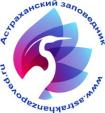 Астраханский заповедник
www.astrakhanzapoved.ru